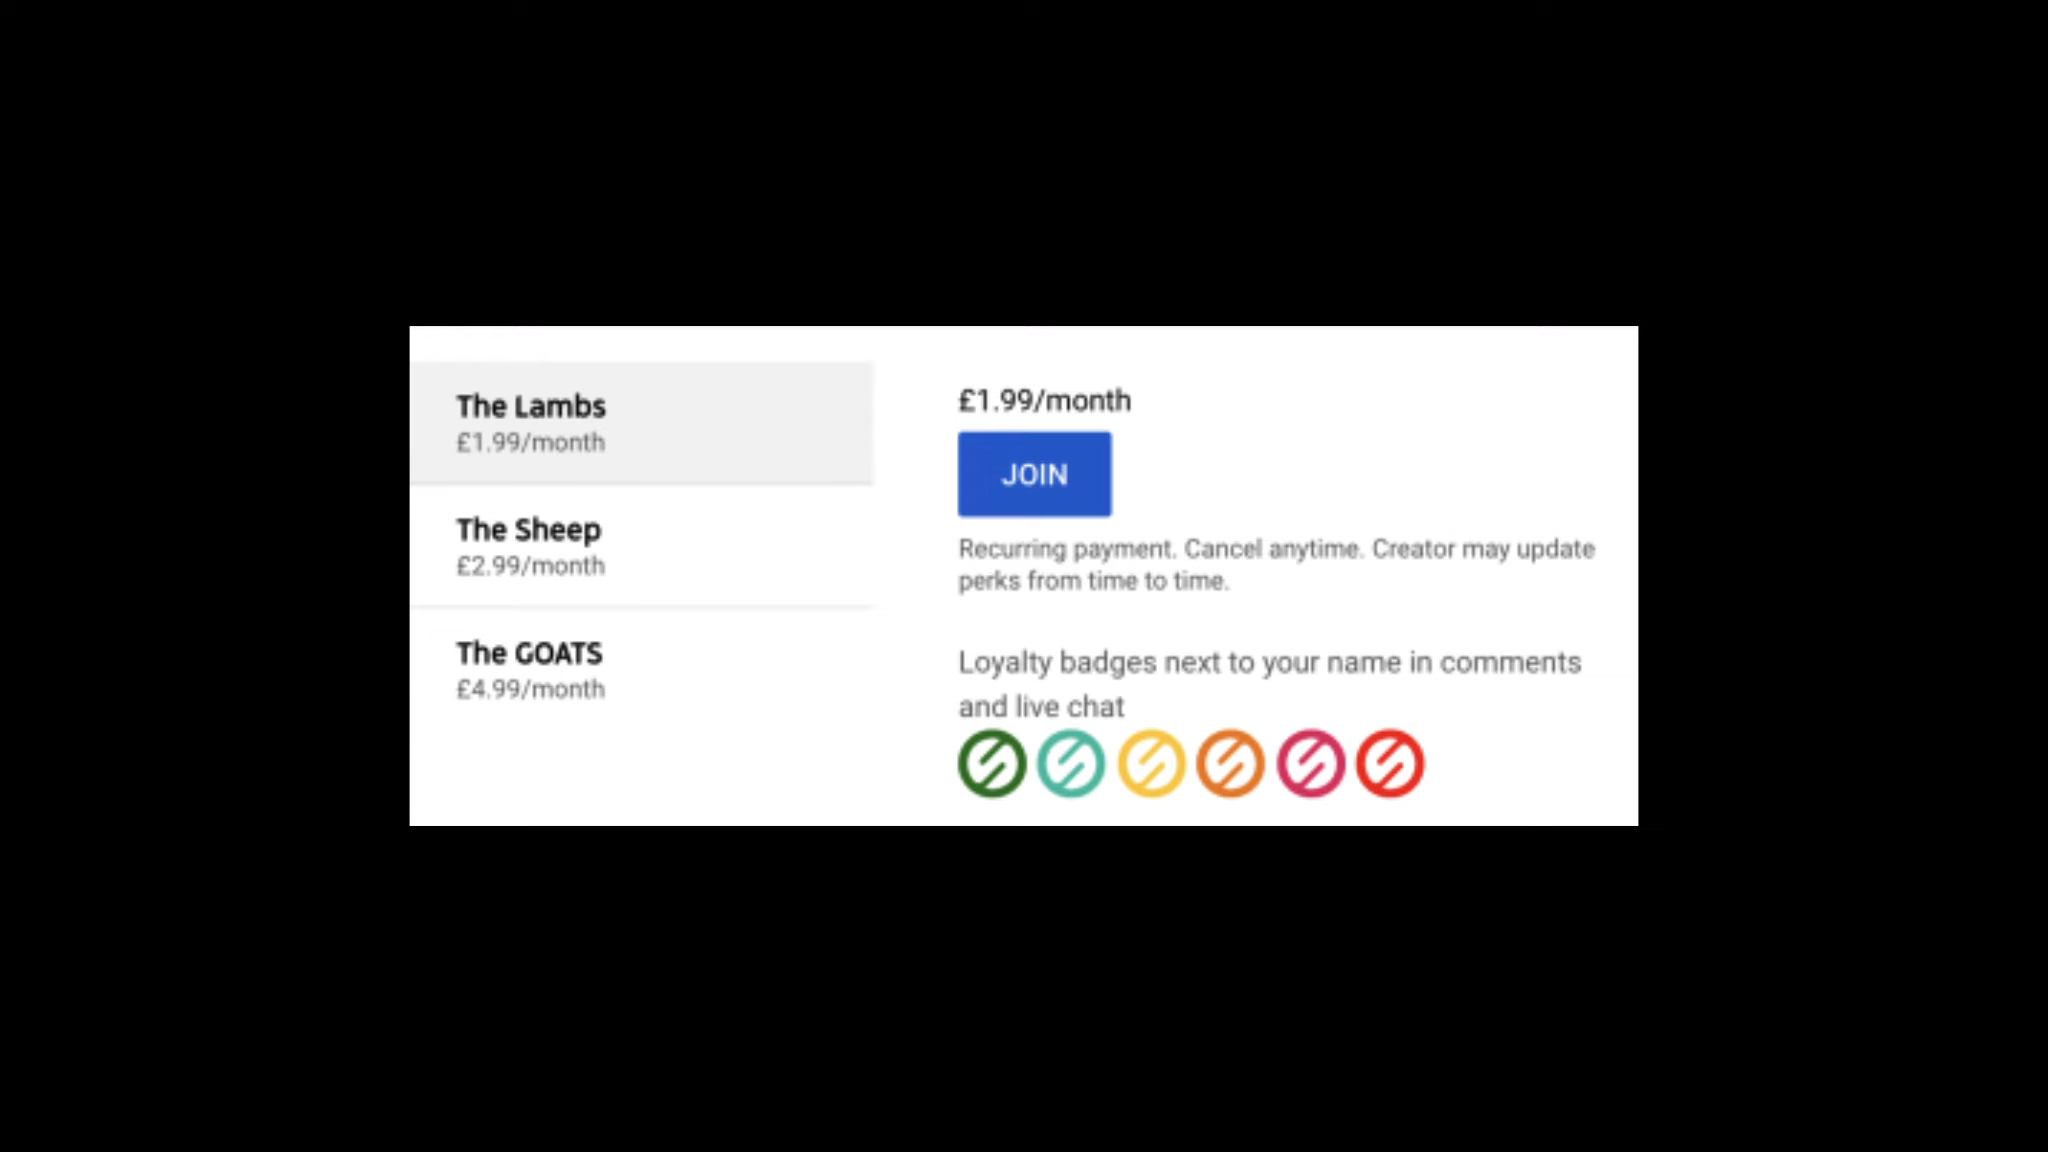 The Lambs
£1.99/month
The Sheep
£2.99/month
The GOATS
£4.99/month
£1.99/month
JOIN
Recurring payment. Cancel anytime. Creator may update
perks from time to time.
Loyalty badges next to your name in comments
and live chat